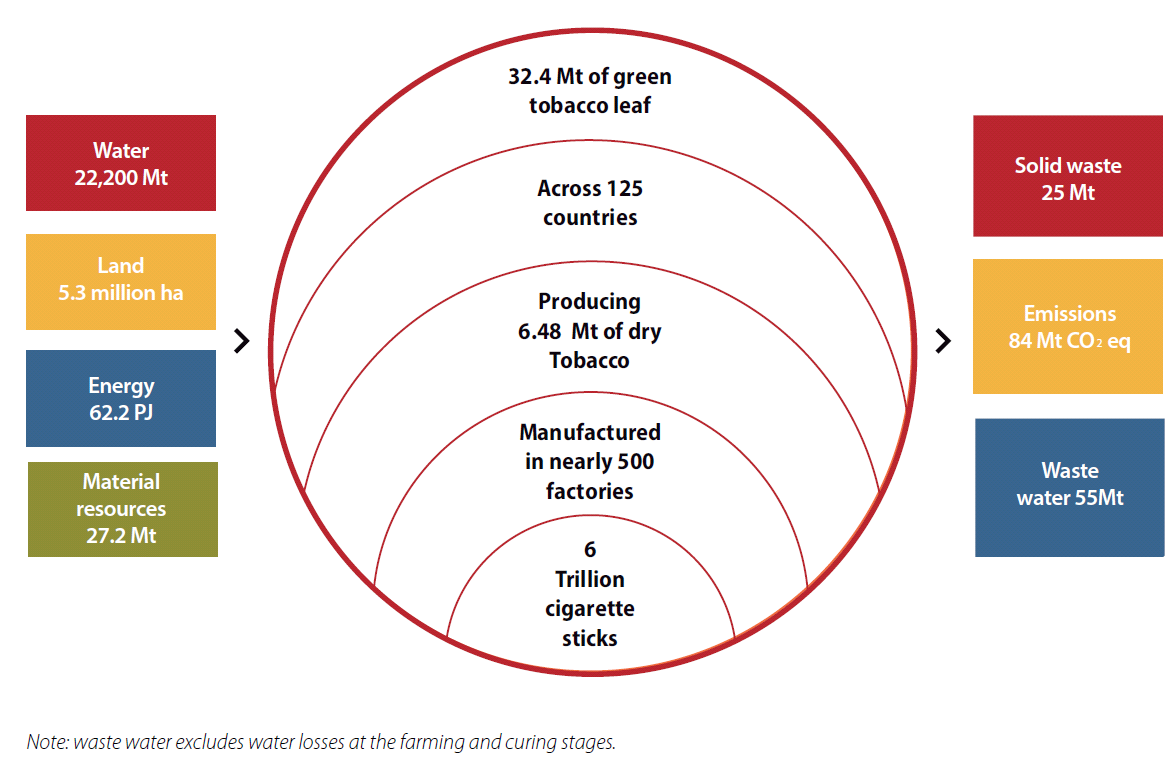 Water
22,200 Mt
Land
5.3 million ha
Energy
62.2 PJ
Material
resources
27.2 Mt
32.4 Mt of green
tobacco leaf
Across 125
countries
Producing
6.48 Mt of dry
Tobacco
Manufactured
in nearly 500
factories
6
Trillion
cigarette
sticks
Solid waste
25 Mt
Emissions
84 Mt CO₂ eq
Waste
water 55Mt
Note: waste water excludes water losses at the farming and curing stages.